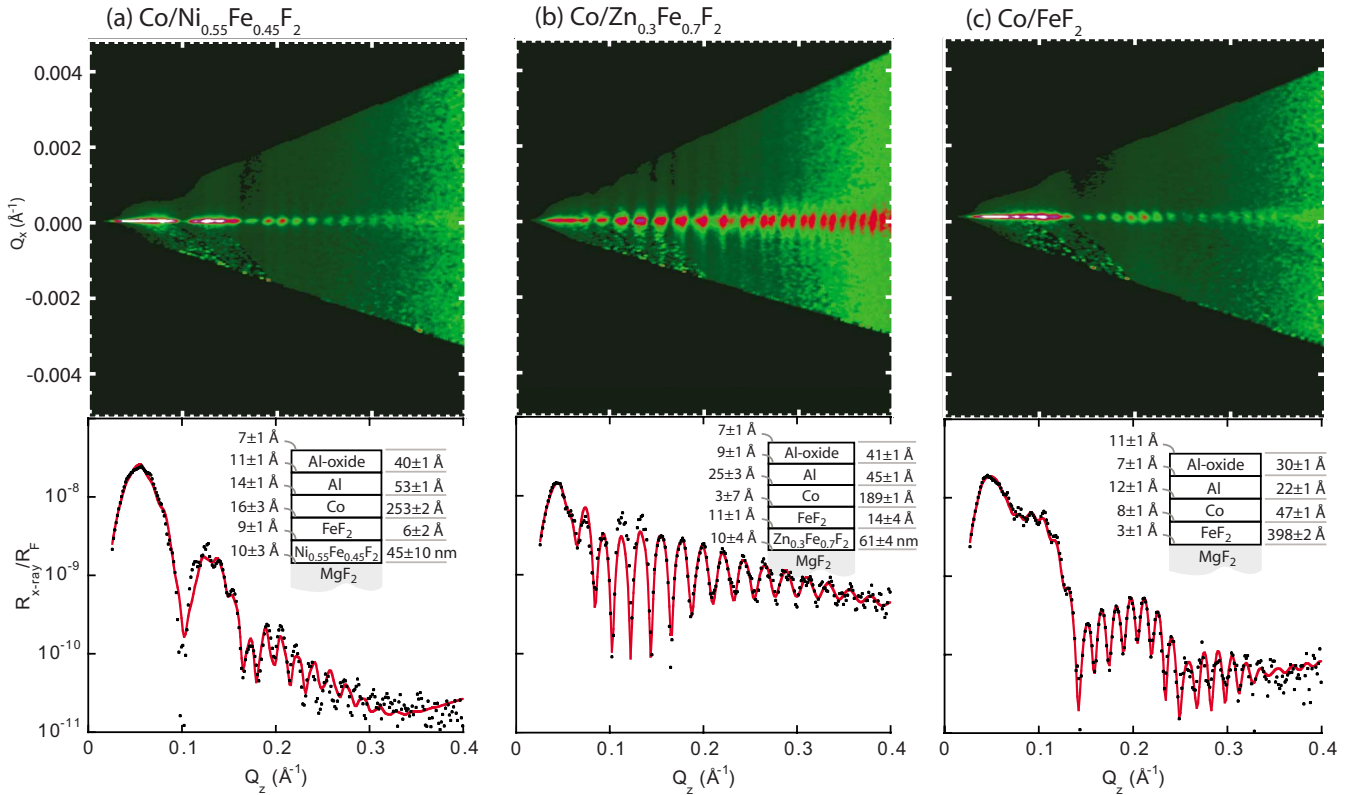 (a) Co/Ni0.55Fe0.45F2
(b) Co/Zn0.3Fe0.7F2
(c) Co/FeF2
Qx (Å-1)
0.004
0.002
0.000
-0.002
-0.004
Rx-ray/RF
10-8
10-9
10-10
10-11
7±1 Å
11±1 Å
14±1 Å
16±3 Å
9±1 Å
10±3 Å
Al-oxide
Al
Co
FeF2
Ni0.55Fe0.45F2
MgF2
40±1 Å
53±1 Å
253±2 Å
6±2 Å
45±10 nm
0
0.1
0.2
0.3
0.4
Qz (Å-1)
7±1 Å
9±1 Å
25±3 Å
3±7 Å
11±1 Å
10±4 Å
Al-oxide
Al
Co
FeF2
Zn0.3Fe0.7F2
MgF2
41±1 Å
45±1 Å
189±1 Å
14±4 Å
61±4 nm
0
0.1
0.2
0.3
0.4
Qz (Å-1)
11±1 Å
7±1 Å
12±1 Å
8±1 Å
3±1 Å
Al-oxide
Al
Co
FeF2
MgF2
30±1 Å
22±1 Å
47±1 Å
398±2 Å
0
0.1
0.2
0.3
0.4
Qz (Å-1)